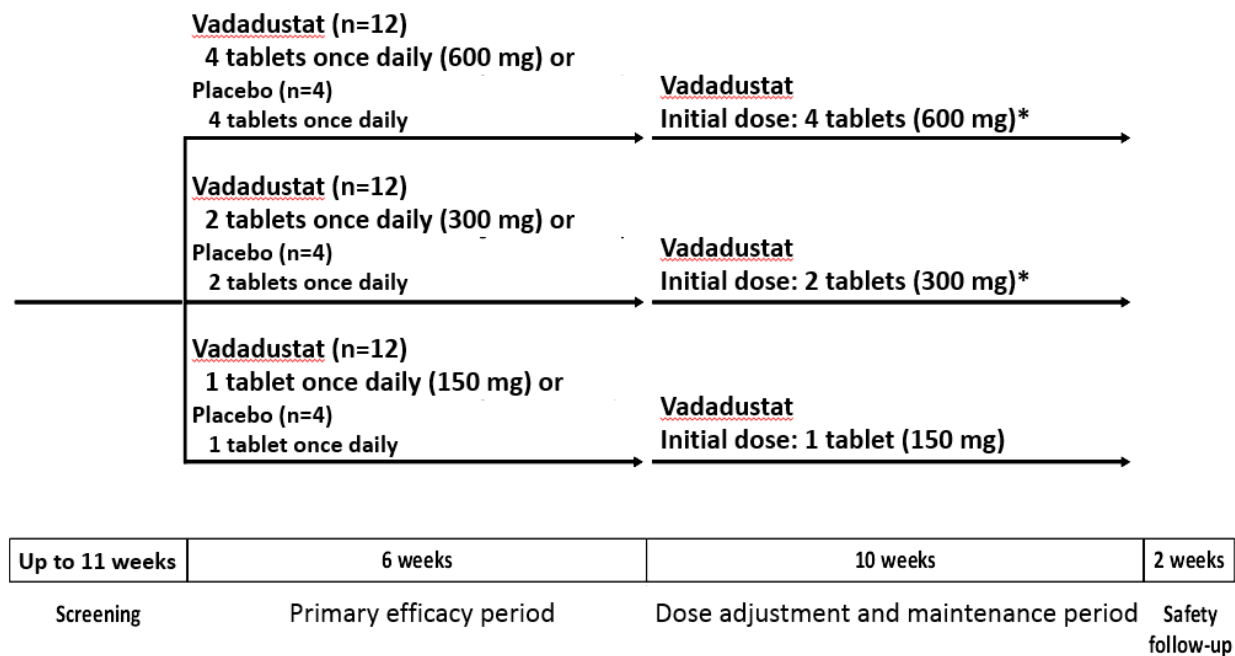 Vadadustat (n=12)
4 tablets once daily (600 mg) or
Placebo (n=4)
4 tablets once daily
Vadadustat
Initial dose: 4 tablets (600 mg)*
Vadadustat (n=12)
2 tablets once daily (300 mg) or
Placebo (n=4)
2 tablets once daily
Vadadustat
Initial dose: 2 tablets (300 mg)*
Vadadustat (n=12)
1 tablet once daily (150 mg) or
Placebo (n=4)
1 tablet once daily
Vadadustat
Initial dose: 1 tablet (150 mg)
Up to 11 weeks
6 weeks
10 weeks
2 weeks
Screening
Primary efficacy period
Dose adjustment and maintenance period
Safety
follow-up